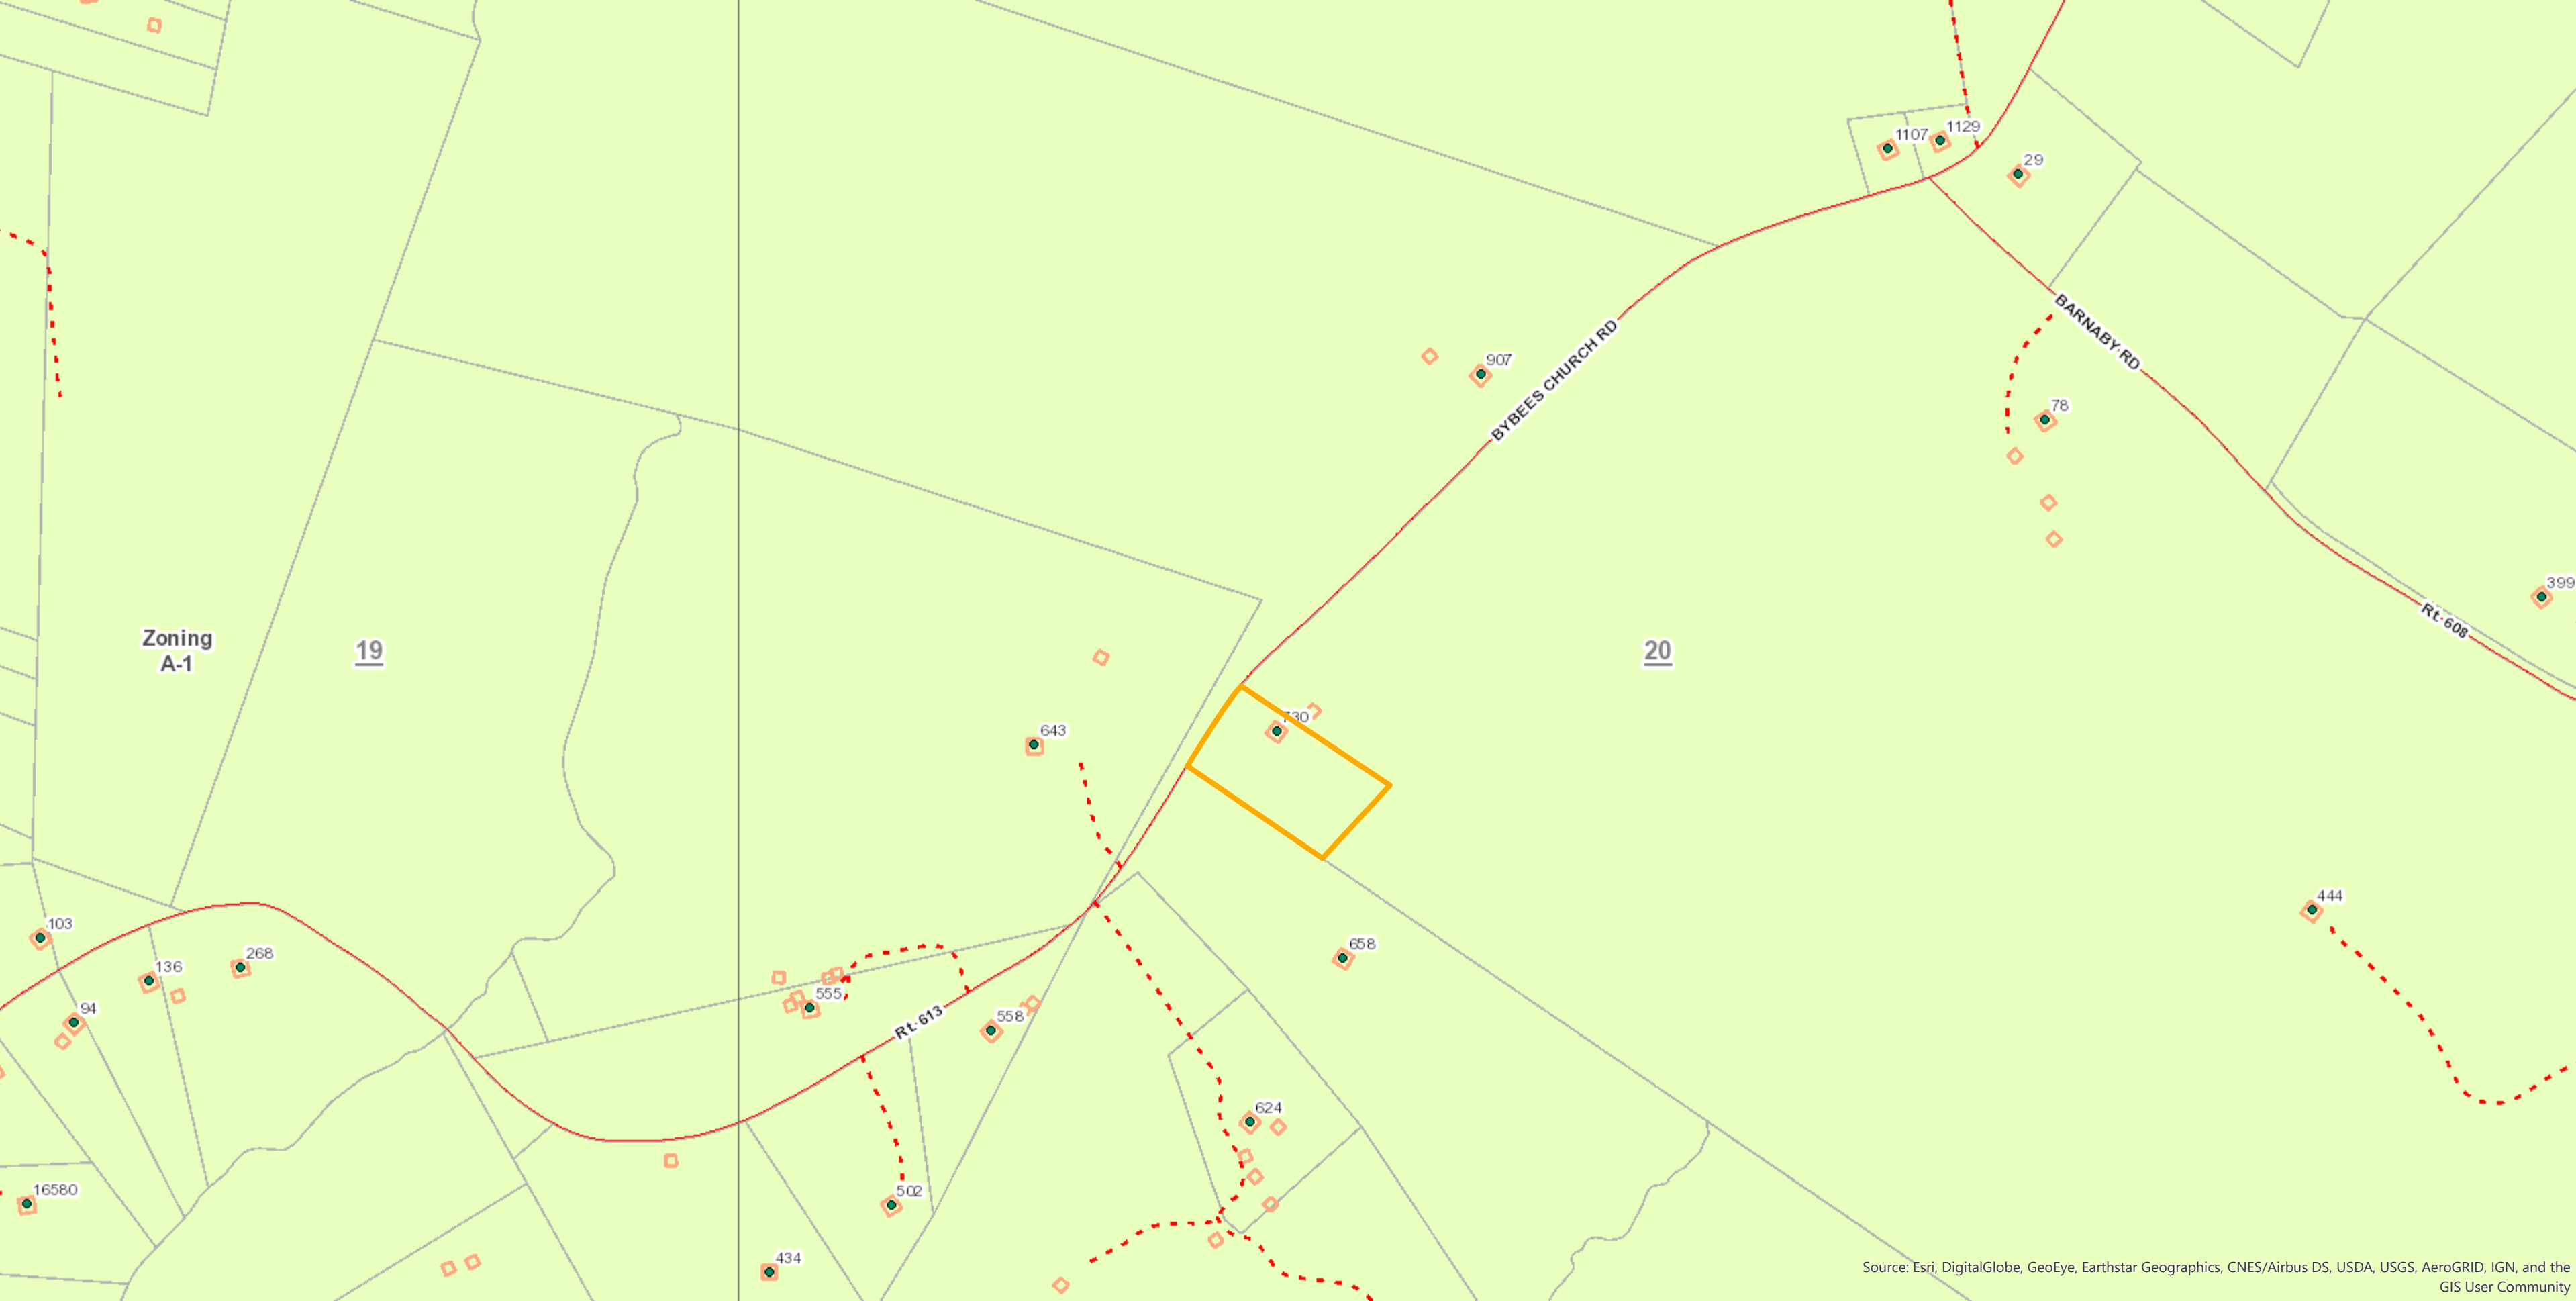 1107
1129
29
BARNABY RD
907
BYBEES CHURCH RD
78
399
Rt 608
Zoning
A-1
19
20
730
643
444
103
136
268
658
94
555
Rt 613
558
624
16580
502
434
Source: Esri, DigitalGlobe, GeoEye, Earthstar Geographics, CNES/Airbus DS, USDA, USGS, AeroGRID, IGN, and the
GIS User Community